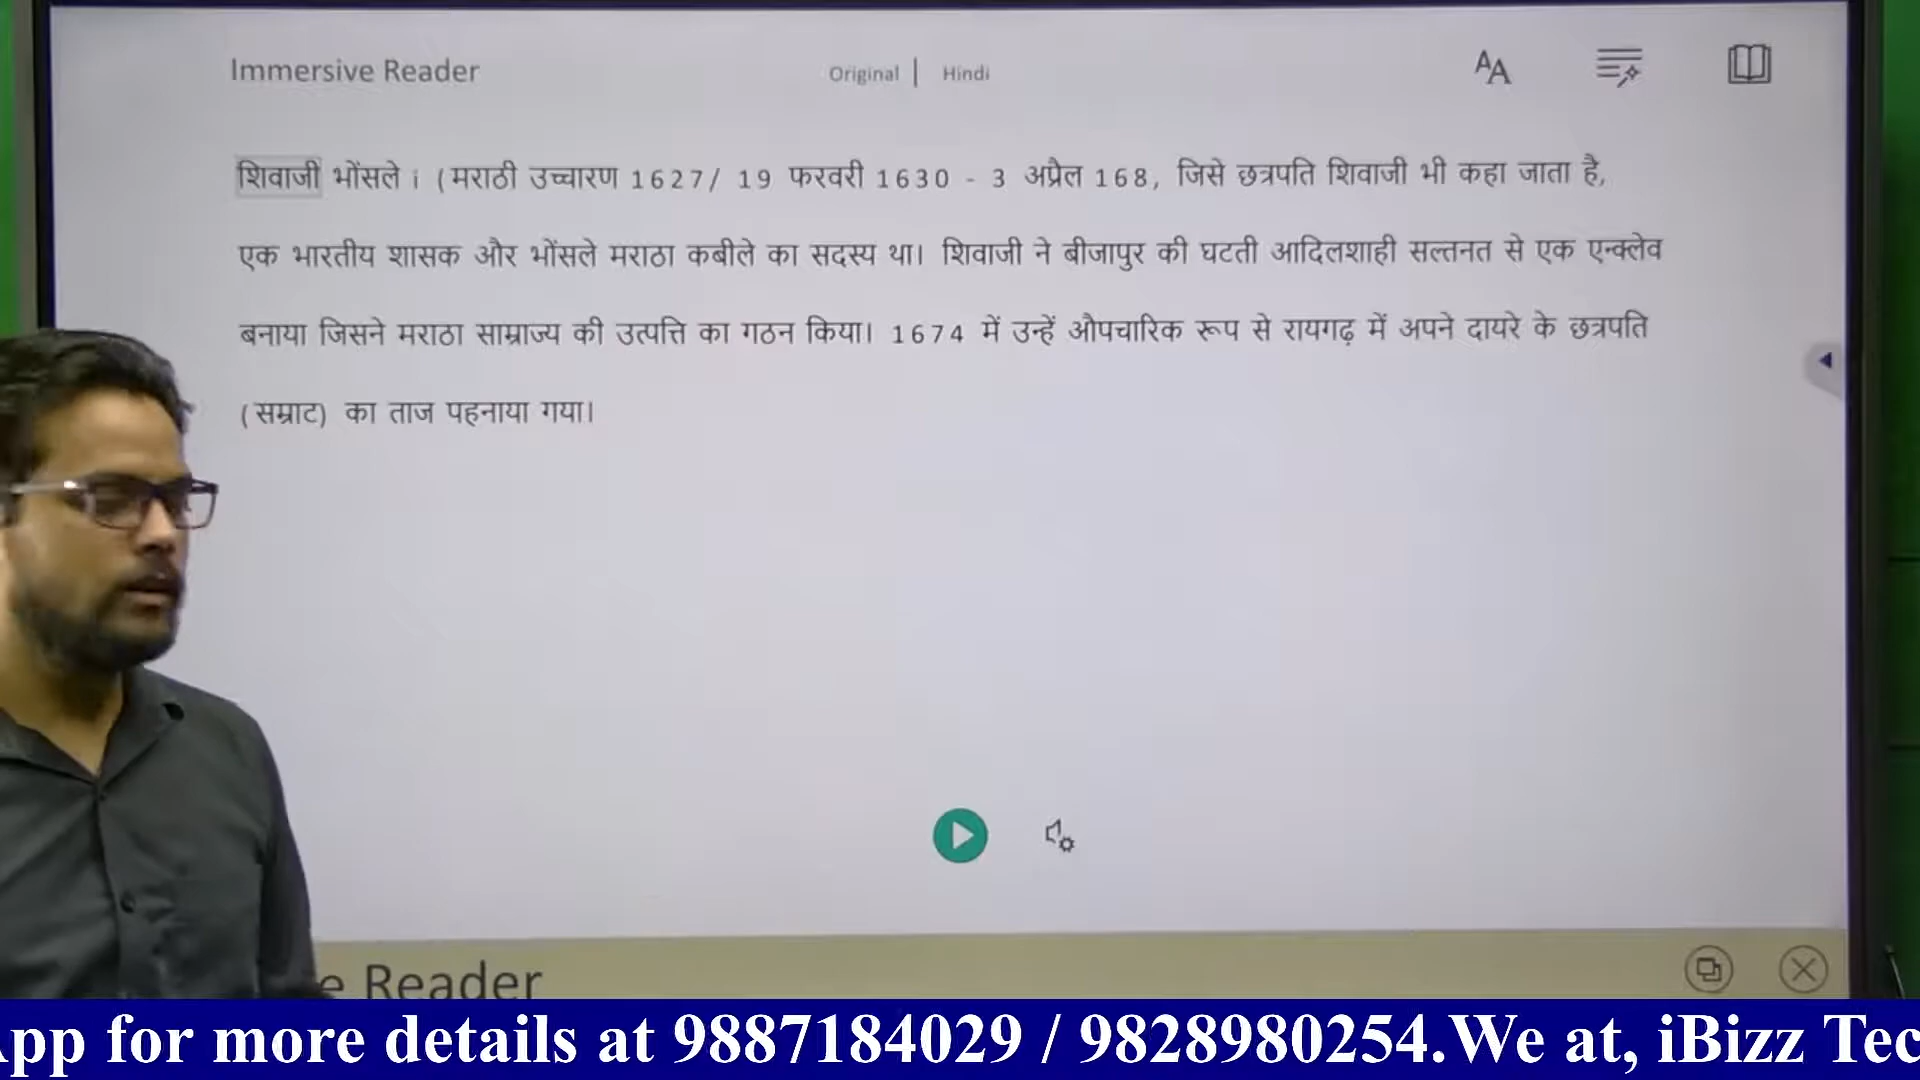 Immersive Reader
Original | Hindi
AA
शिवाजी भोंसले i (मराठी उच्चारण 1627/ 19 फरवरी 1630 - 3 अप्रैल 168, जिसे छत्रपति शिवाजी भी कहा जाता है,
एक भारतीय शासक और भोंसले मराठा कबीले का सदस्य था। शिवाजी ने बीजापुर की घटती आदिलशाही सल्तनत से एक एन्क्लेव
बनाया जिसने मराठा साम्राज्य की उत्पत्ति का गठन किया। 1674 में उन्हें औपचारिक रूप से रायगढ़ में अपने दायरे के छत्रपति
(सम्राट) का ताज पहनाया गया।
e Reader
App for more details at 9887184029 / 9828980254.We at, iBizz Tec